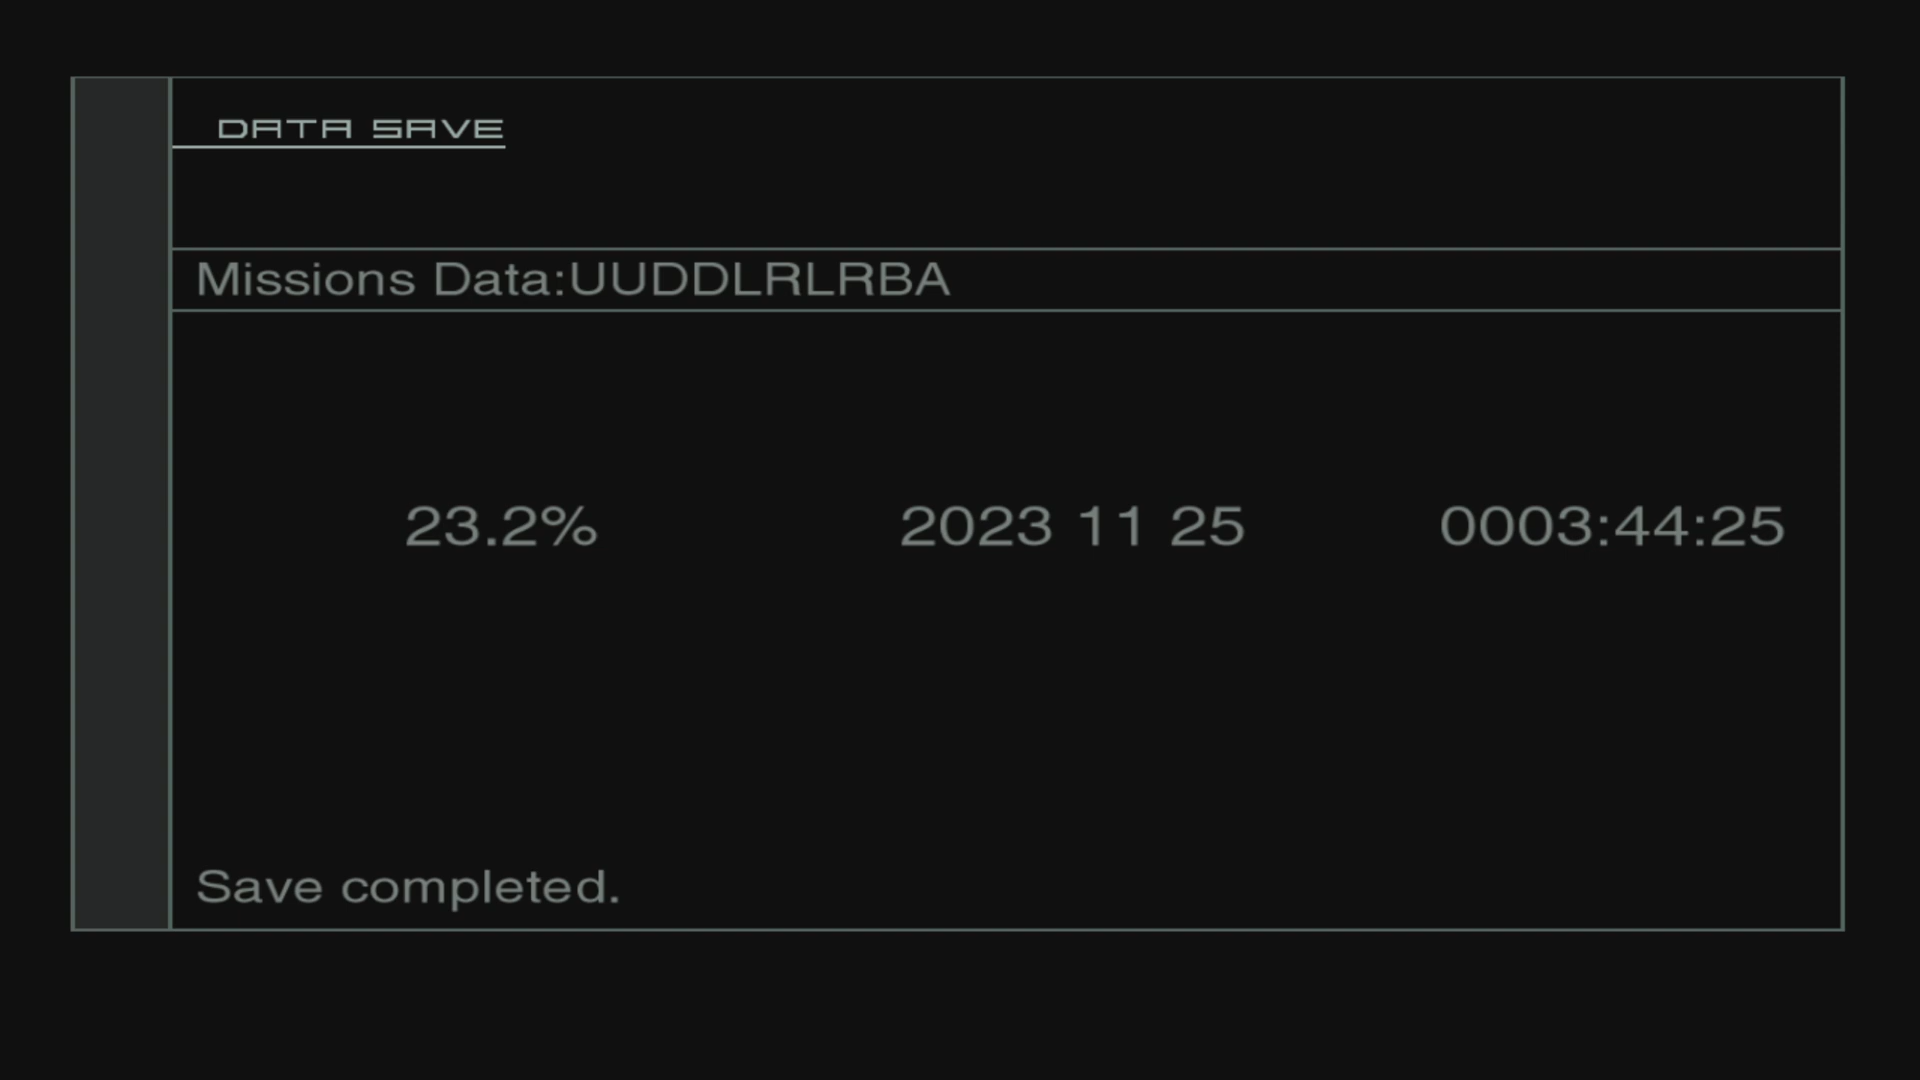 DATA SAVE
Missions Data:UUDDLRLRBA
23.2% 2023 11 25 0003:44:25
Save completed.